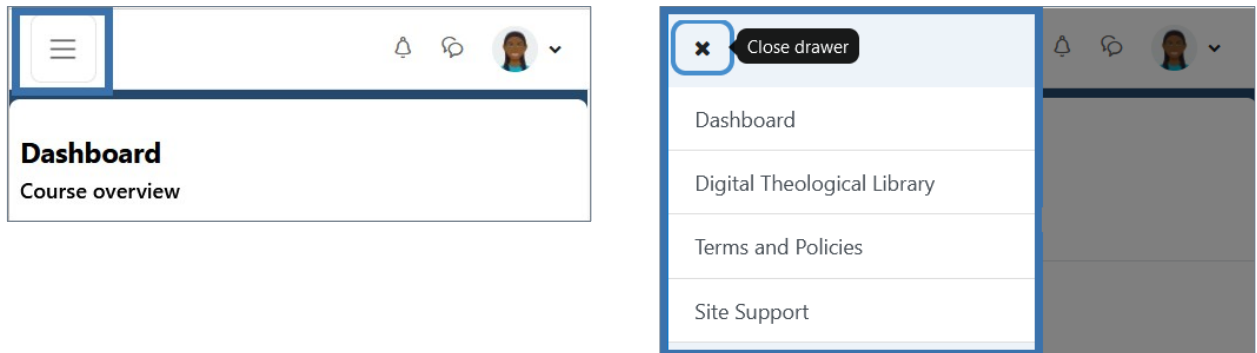 Dashboard
Course overview
Close drawer
Dashboard
Digital Theological Library
Terms and Policies
Site Support